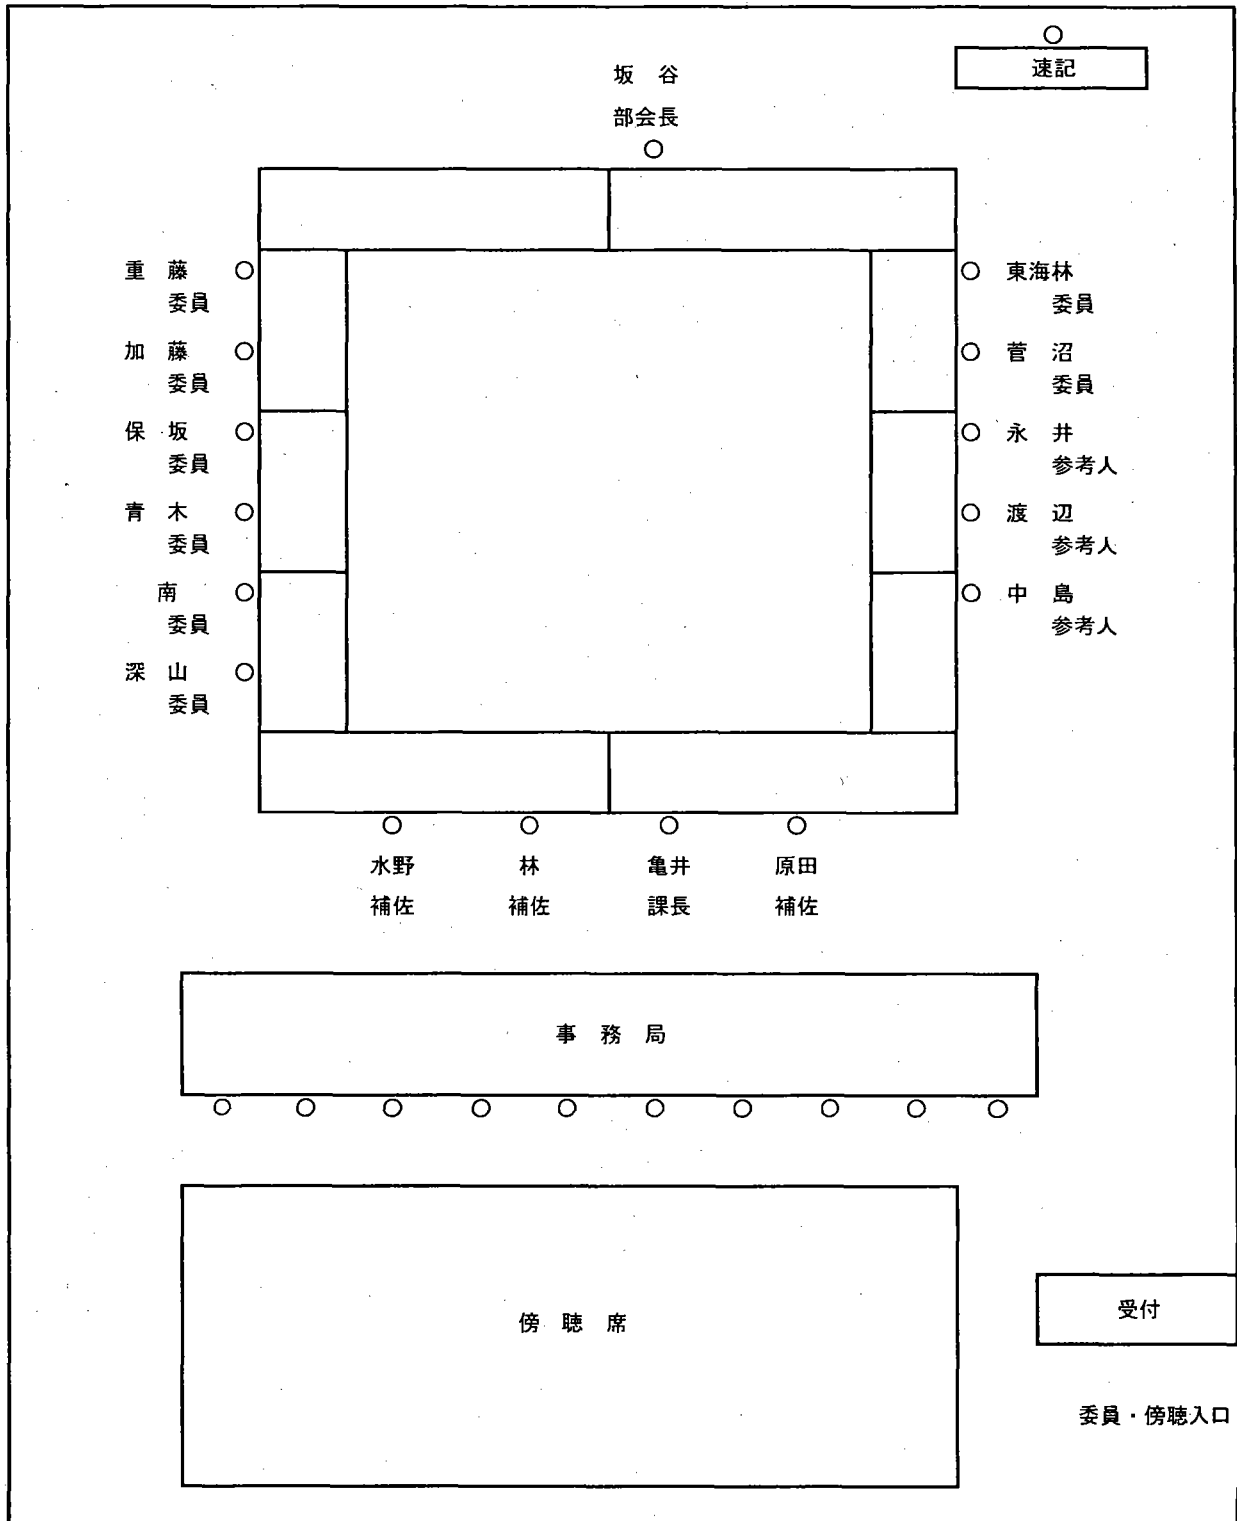 速記
坂 谷
部会長
重 藤
委員
加 藤
委員
保 坂
委員
青 木
委員
南
委員
深 山
委員
東海林
委員
菅 沼
委員
永 井
参考人
渡 辺
参考人
中 島
参考人
水野 林 亀井 原田
補佐 補佐 課長 補佐
事 務 局
傍 聴 席
受付
委員・傍聴入口